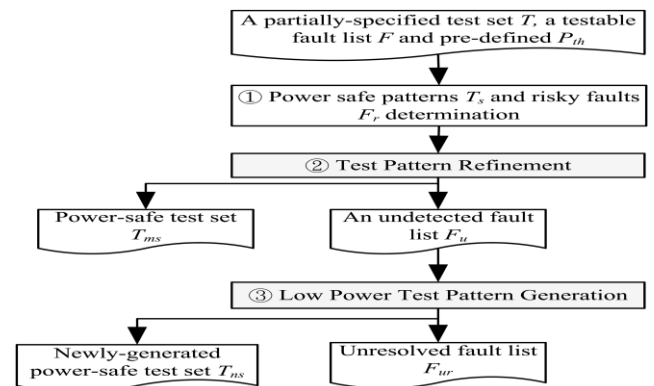 A partially-specified test set T, a testable
fault list F and pre-defined Pth
① Power safe patterns Ts and risky faults
Fr determination
② Test Pattern Refinement
Power-safe test set
Tms
An undetected fault
list Fu
③ Low Power Test Pattern Generation
Newly-generated
power-safe test set Tns
Unresolved fault list
Fur